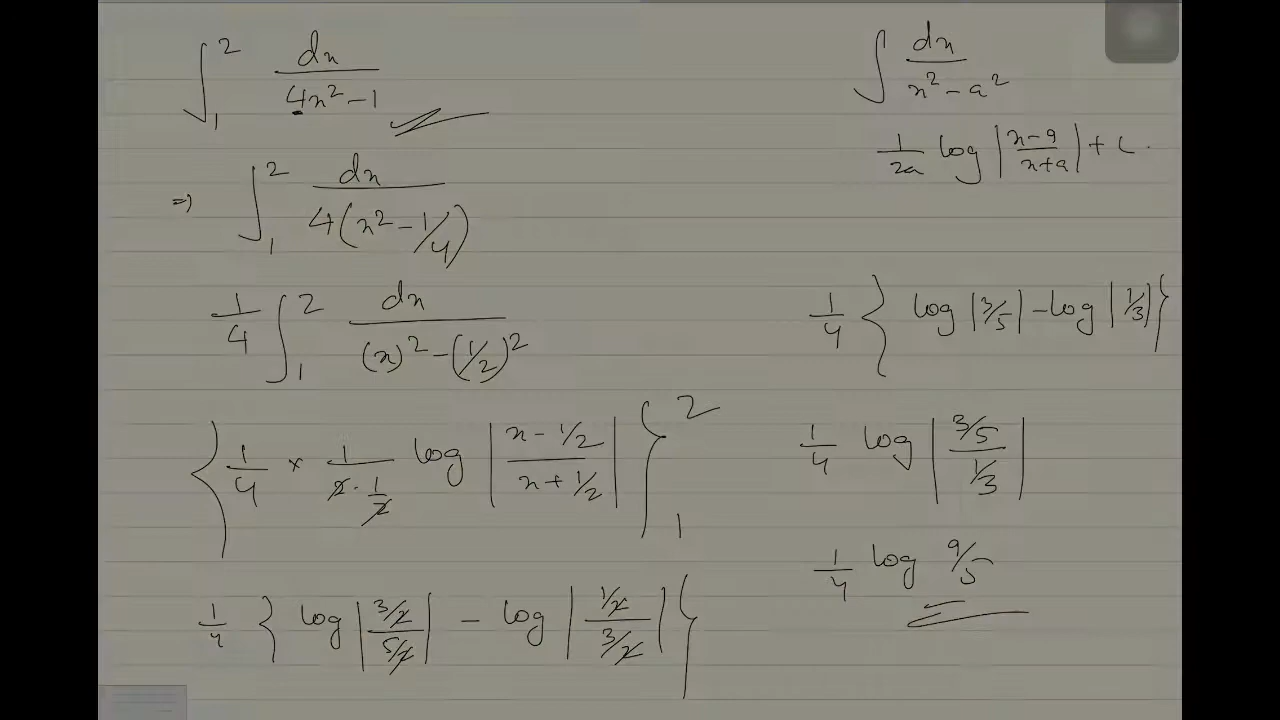 ∫₁² dx / (4x² − 1)
⇒ ∫₁² dx / (4(x² − 1/4))
1/4 ∫₁² dx / ((x)² − (1/2)²)
{ 1/4 × 1/(2·1/2) log | (x − 1/2) / (x + 1/2) | }₁²
1/4 { log | (3/2) / (5/2) | − log | (1/2) / (3/2) | }
∫ dx / (x² − a²)
1/2a log | (x − a) / (x + a) | + C.
1/4 { log |3/5| − log |1/3| }
1/4 log | (3/5) / (1/3) |
1/4 log 9/5